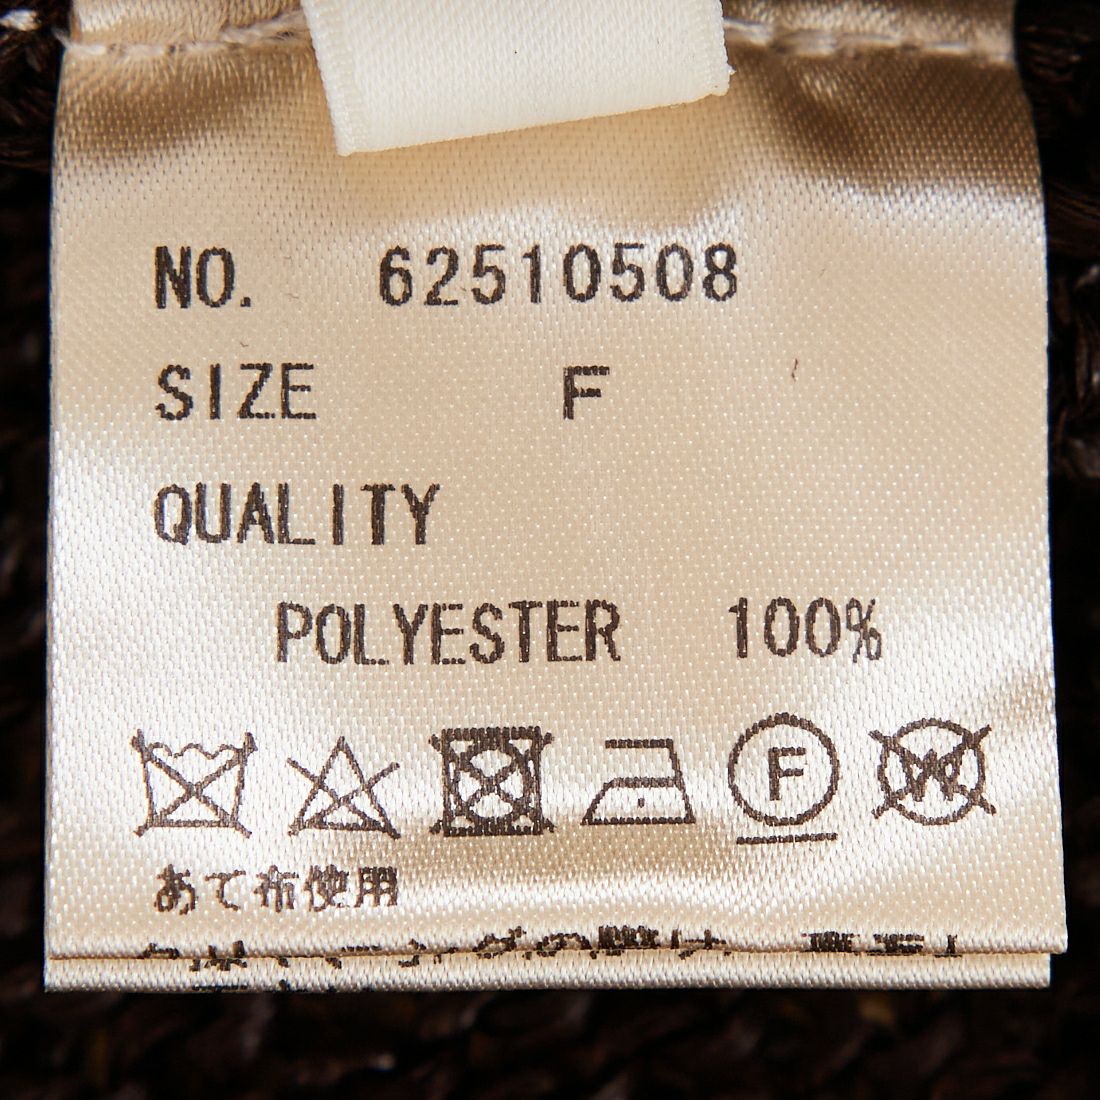 NO. 62510508
SIZE F
QUALITY
POLYESTER 100%
F W
あて布使用